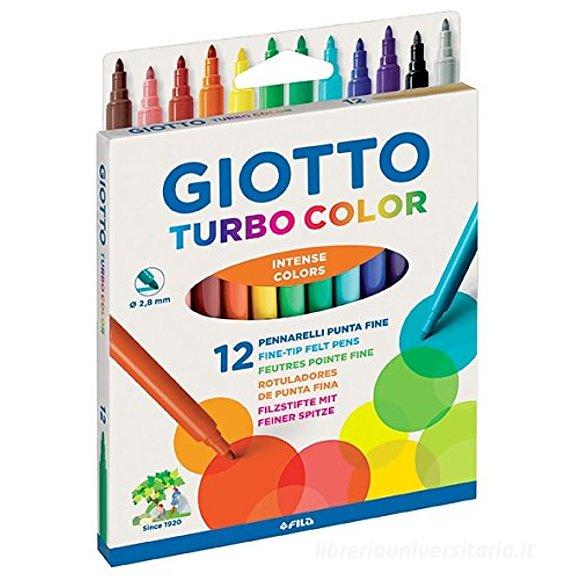 12
GIOTTO
TURBO COLOR
INTENSE
COLORS
Ø 2,8 mm
12
PENNARELLI PUNTA FINE
FINE-TIP FELT PENS
FEUTRES POINTE FINE
ROTULADORES
DE PUNTA FINA
FILZSTIFTE MIT
FEINER SPITZE
Since 1920
FILA
GIOTTO TURBO COLOR
12
libreriauniversitaria.it